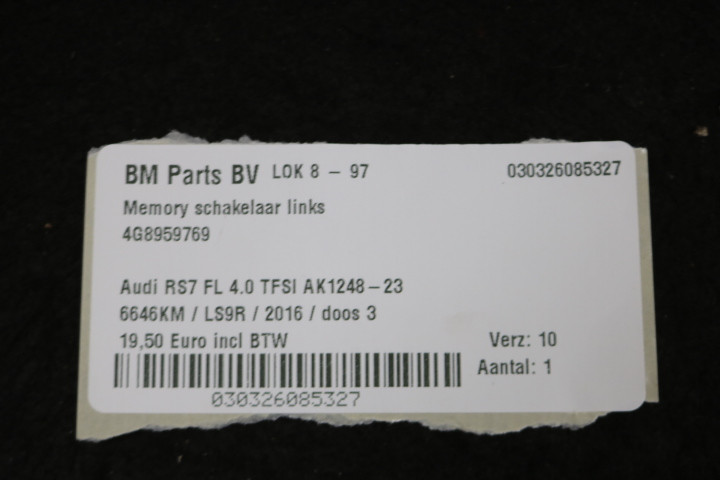 BM Parts BV LOK 8 - 97 030326085327
Memory schakelaar links
4G8959769
Audi RS7 FL 4.0 TFSI AK1248-23
6646KM / LS9R / 2016 / doos 3
19,50 Euro incl BTW Verz: 10
Aantal: 1
030326085327